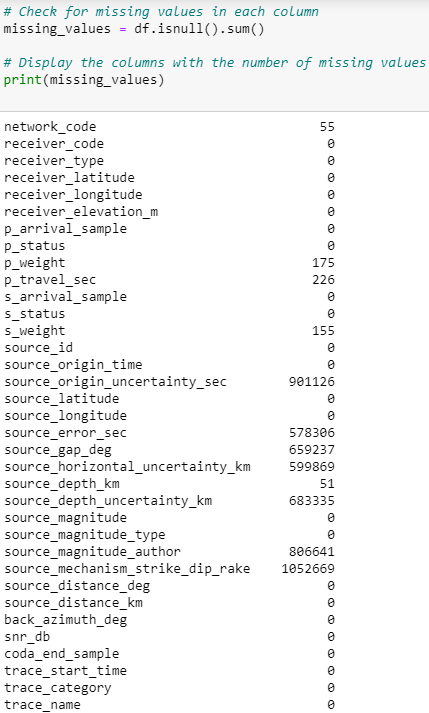 # Check for missing values in each column
missing_values = df.isnull().sum()
# Display the columns with the number of missing values
print(missing_values)
network_code 55
receiver_code 0
receiver_type 0
receiver_latitude 0
receiver_longitude 0
receiver_elevation_m 0
p_arrival_sample 0
p_status 0
p_weight 175
p_travel_sec 226
s_arrival_sample 0
s_status 0
s_weight 155
source_id 0
source_origin_time 0
source_origin_uncertainty_sec 901126
source_latitude 0
source_longitude 0
source_error_sec 578306
source_gap_deg 659237
source_horizontal_uncertainty_km 599869
source_depth_km 51
source_depth_uncertainty_km 683335
source_magnitude 0
source_magnitude_type 0
source_magnitude_author 806641
source_mechanism_strike_dip_rake 1052669
source_distance_deg 0
source_distance_km 0
back_azimuth_deg 0
snr_db 0
coda_end_sample 0
trace_start_time 0
trace_category 0
trace_name 0